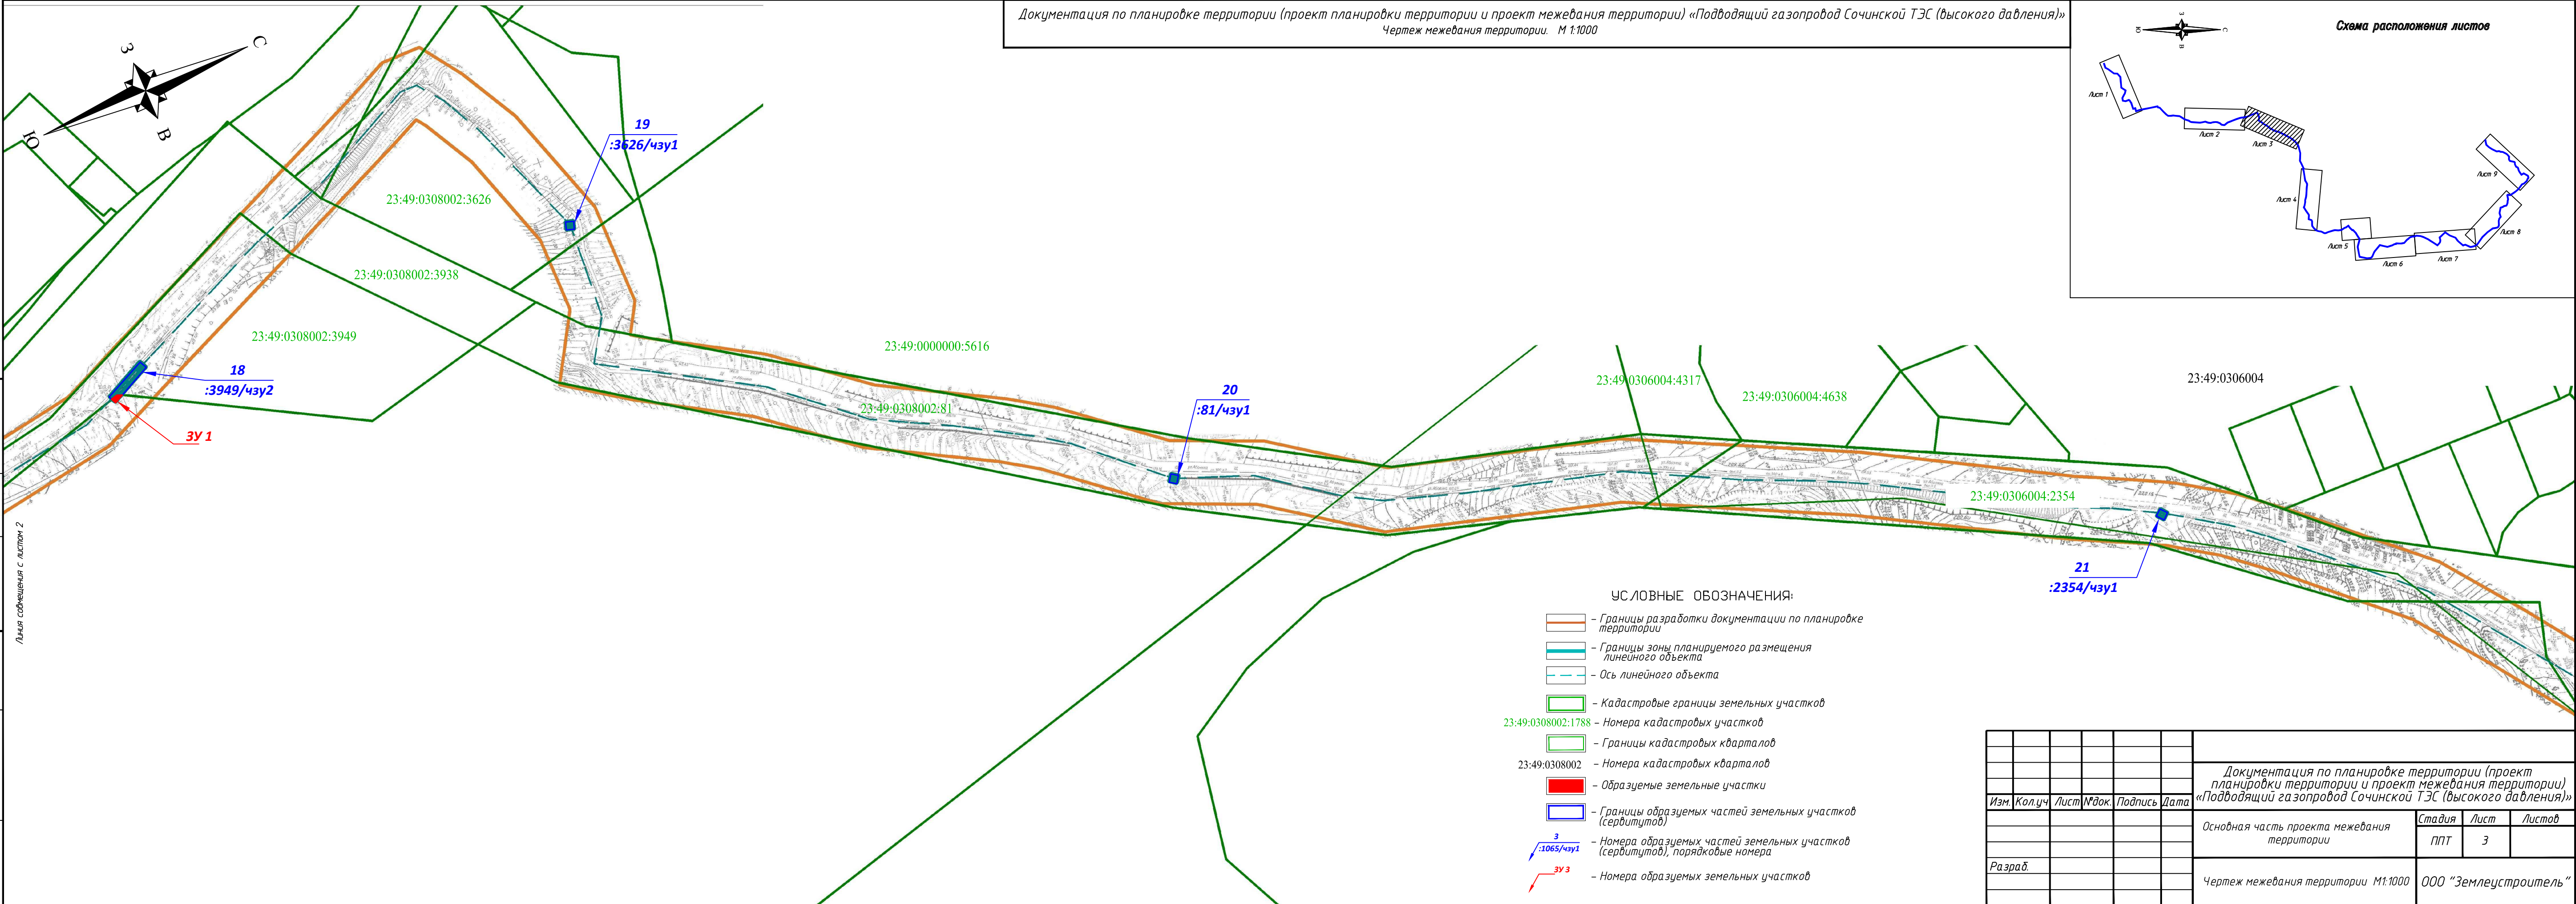 Документация по планировке территории (проект планировки территории и проект межевания территории) «Подводящий газопровод Сочинской ТЭС (высокого давления)»
Чертеж межевания территории. М 1:1000
Схема расположения листов
З
Ю
С
В
Лист 1
Лист 2
Лист 3
Лист 4
Лист 5
Лист 6
Лист 7
Лист 8
Лист 9
С
З
В
Ю
19
:3626/чзу1
23:49:0308002:3626
23:49:0308002:3938
23:49:0308002:3949
18
:3949/чзу2
ЗУ 1
23:49:0000000:5616
23:49:0308002:81
20
:81/чзу1
23:49:0306004:4317
23:49:0306004:4638
23:49:0306004
23:49:0306004:2354
21
:2354/чзу1
Линия совмещения с листом 2
УСЛОВНЫЕ ОБОЗНАЧЕНИЯ:
- Границы разработки документации по планировке
территории
- Границы зоны планируемого размещения
линейного объекта
- Ось линейного объекта
- Кадастровые границы земельных участков
23:49:0308002:1788 - Номера кадастровых участков
- Границы кадастровых кварталов
23:49:0308002 - Номера кадастровых кварталов
- Образуемые земельные участки
- Границы образуемых частей земельных участков
(сервитутов)
3
:1065/чзу1
- Номера образуемых частей земельных участков
(сервитутов), порядковые номера
ЗУ 3
- Номера образуемых земельных участков
Документация по планировке территории (проект
планировки территории и проект межевания территории)
«Подводящий газопровод Сочинской ТЭС (высокого давления)»
Изм. Кол.уч Лист №док. Подпись Дата
Основная часть проекта межевания
территории
Стадия Лист Листов
ППТ 3
Разраб.
Чертеж межевания территории М1:1000
ООО "Землеустроитель"